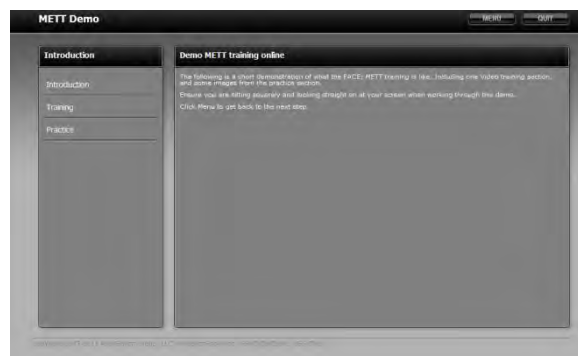 METT Demo
MENU
QUIT
Introduction
Introduction
Training
Practice
Demo METT training online
The following is a short demonstration of what the FACE: METT training is like, including one video training section,
and some images from the practice section.
Ensure you are sitting squarely and looking straight on at your screen when working through this demo.
Click Menu to get back to the next step.